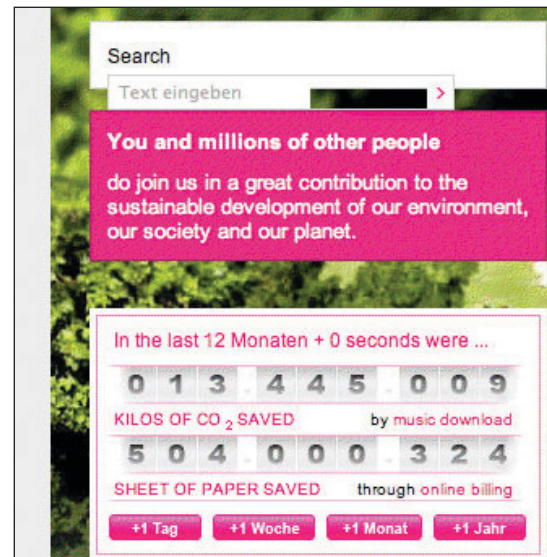 Search
Text eingeben >
You and millions of other people
do join us in a great contribution to the
sustainable development of our environment,
our society and our planet.
In the last 12 Monaten + 0 seconds were ...
013.445.009
KILOS OF CO 2 SAVED by music download
504.000.324
SHEET OF PAPER SAVED through online billing
+1 Tag +1 Woche +1 Monat +1 Jahr